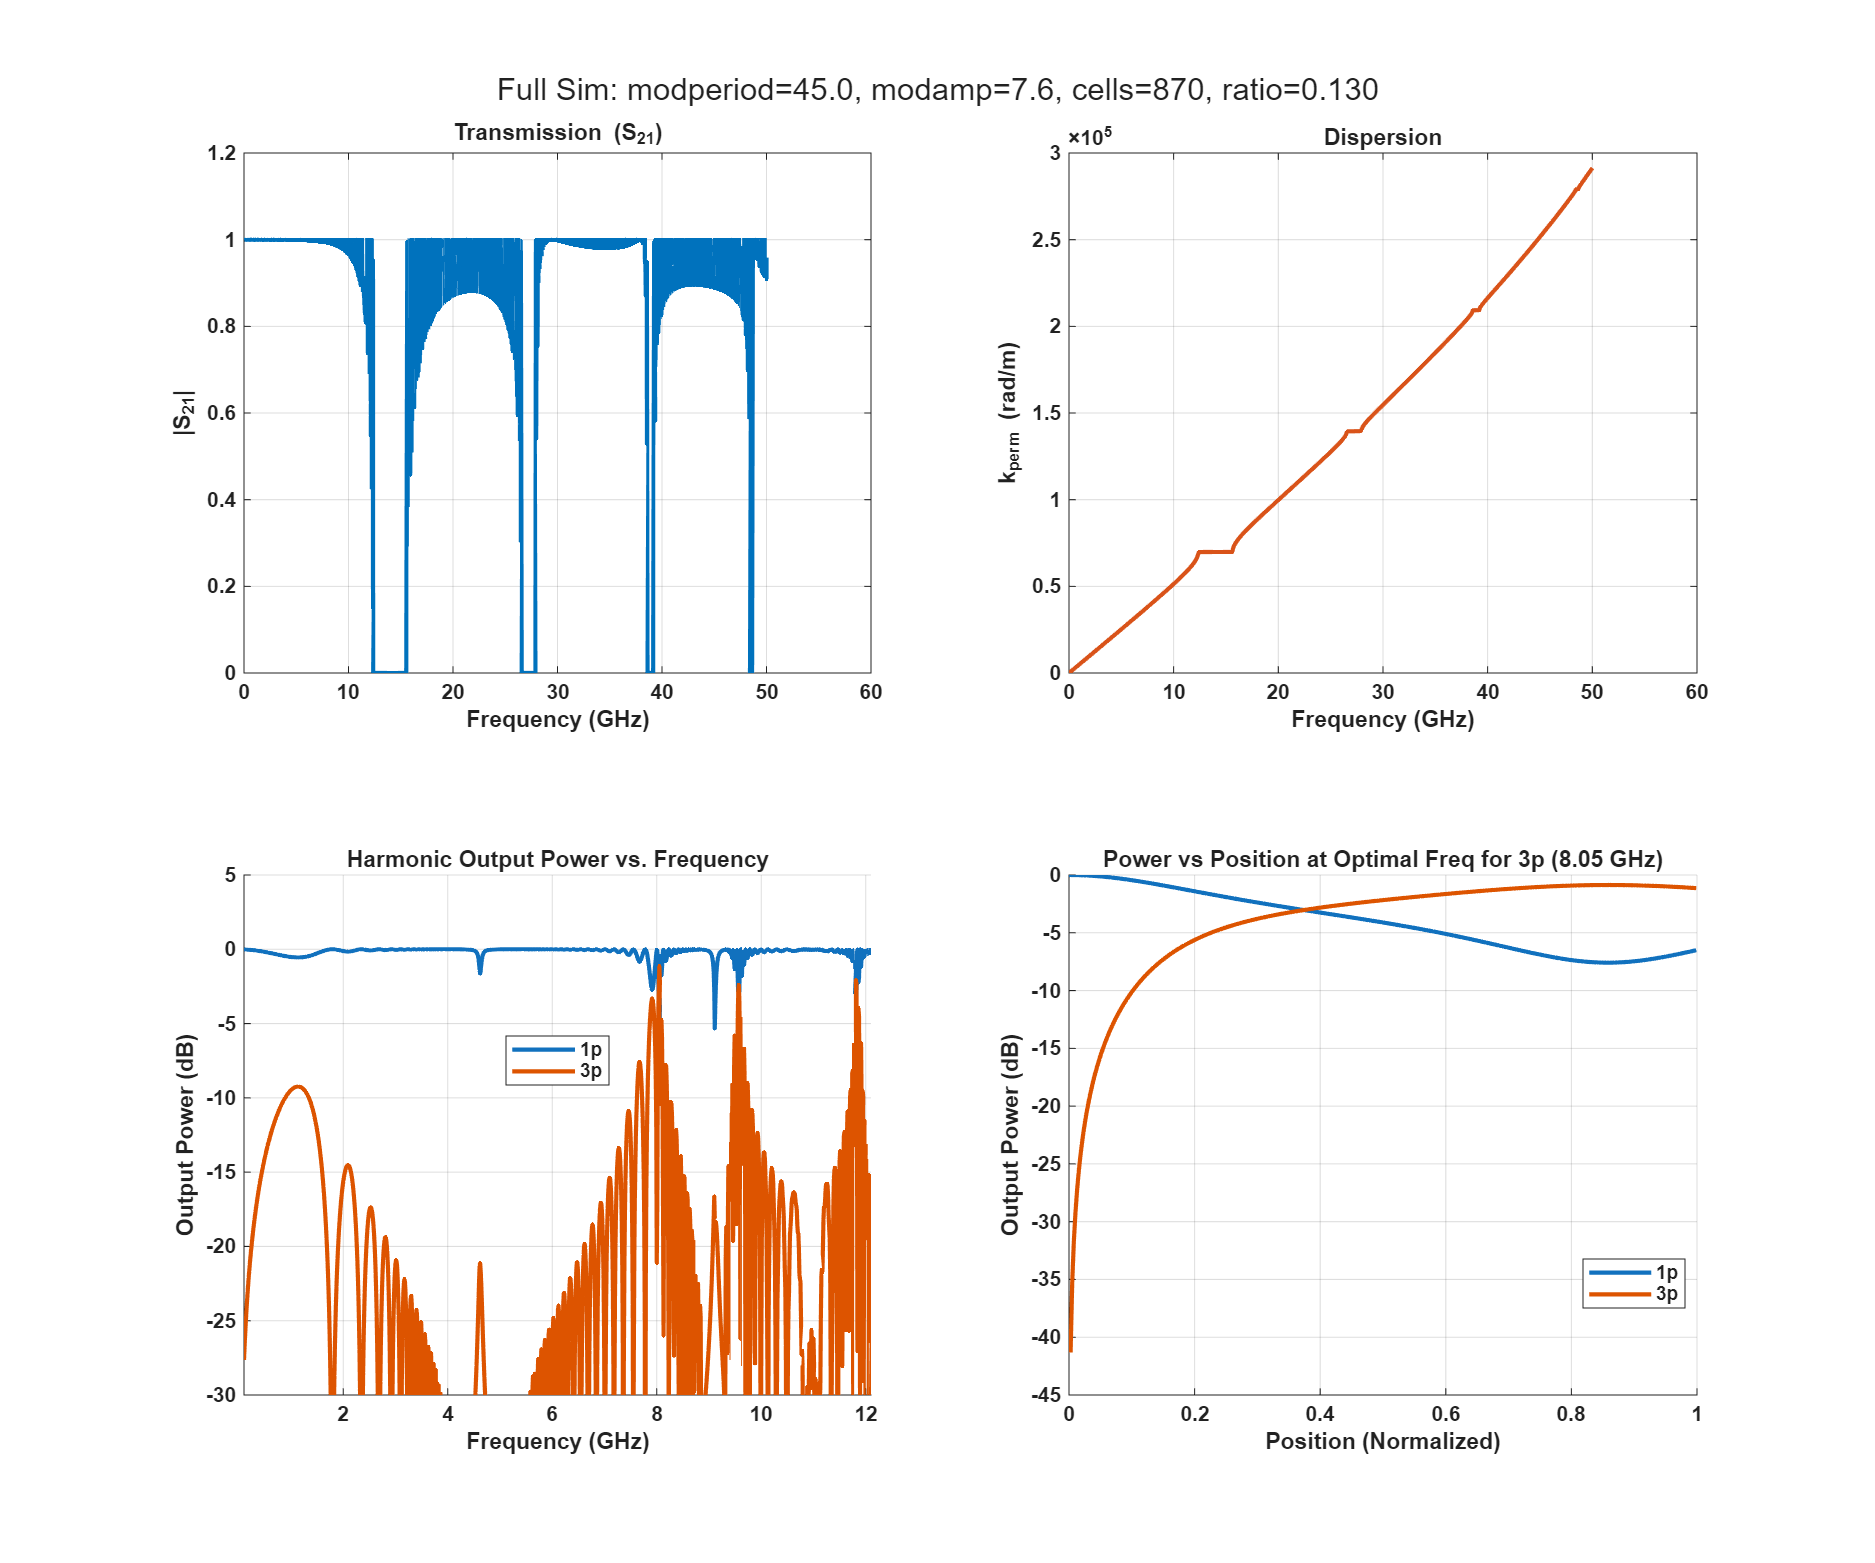 Full Sim: modperiod=45.0, modamp=7.6, cells=870, ratio=0.130
Transmission (S21)
1.2
1
0.8
0.6
0.4
0.2
0
0 10 20 30 40 50 60
|S21|
Frequency (GHz)
×10^5
Dispersion
3
2.5
2
1.5
1
0.5
0
0 10 20 30 40 50 60
kperm (rad/m)
Frequency (GHz)
Harmonic Output Power vs. Frequency
5
0
-5
-10
-15
-20
-25
-30
2 4 6 8 10 12
Output Power (dB)
Frequency (GHz)
1p
3p
Power vs Position at Optimal Freq for 3p (8.05 GHz)
0
-5
-10
-15
-20
-25
-30
-35
-40
-45
0 0.2 0.4 0.6 0.8 1
Output Power (dB)
Position (Normalized)
1p
3p